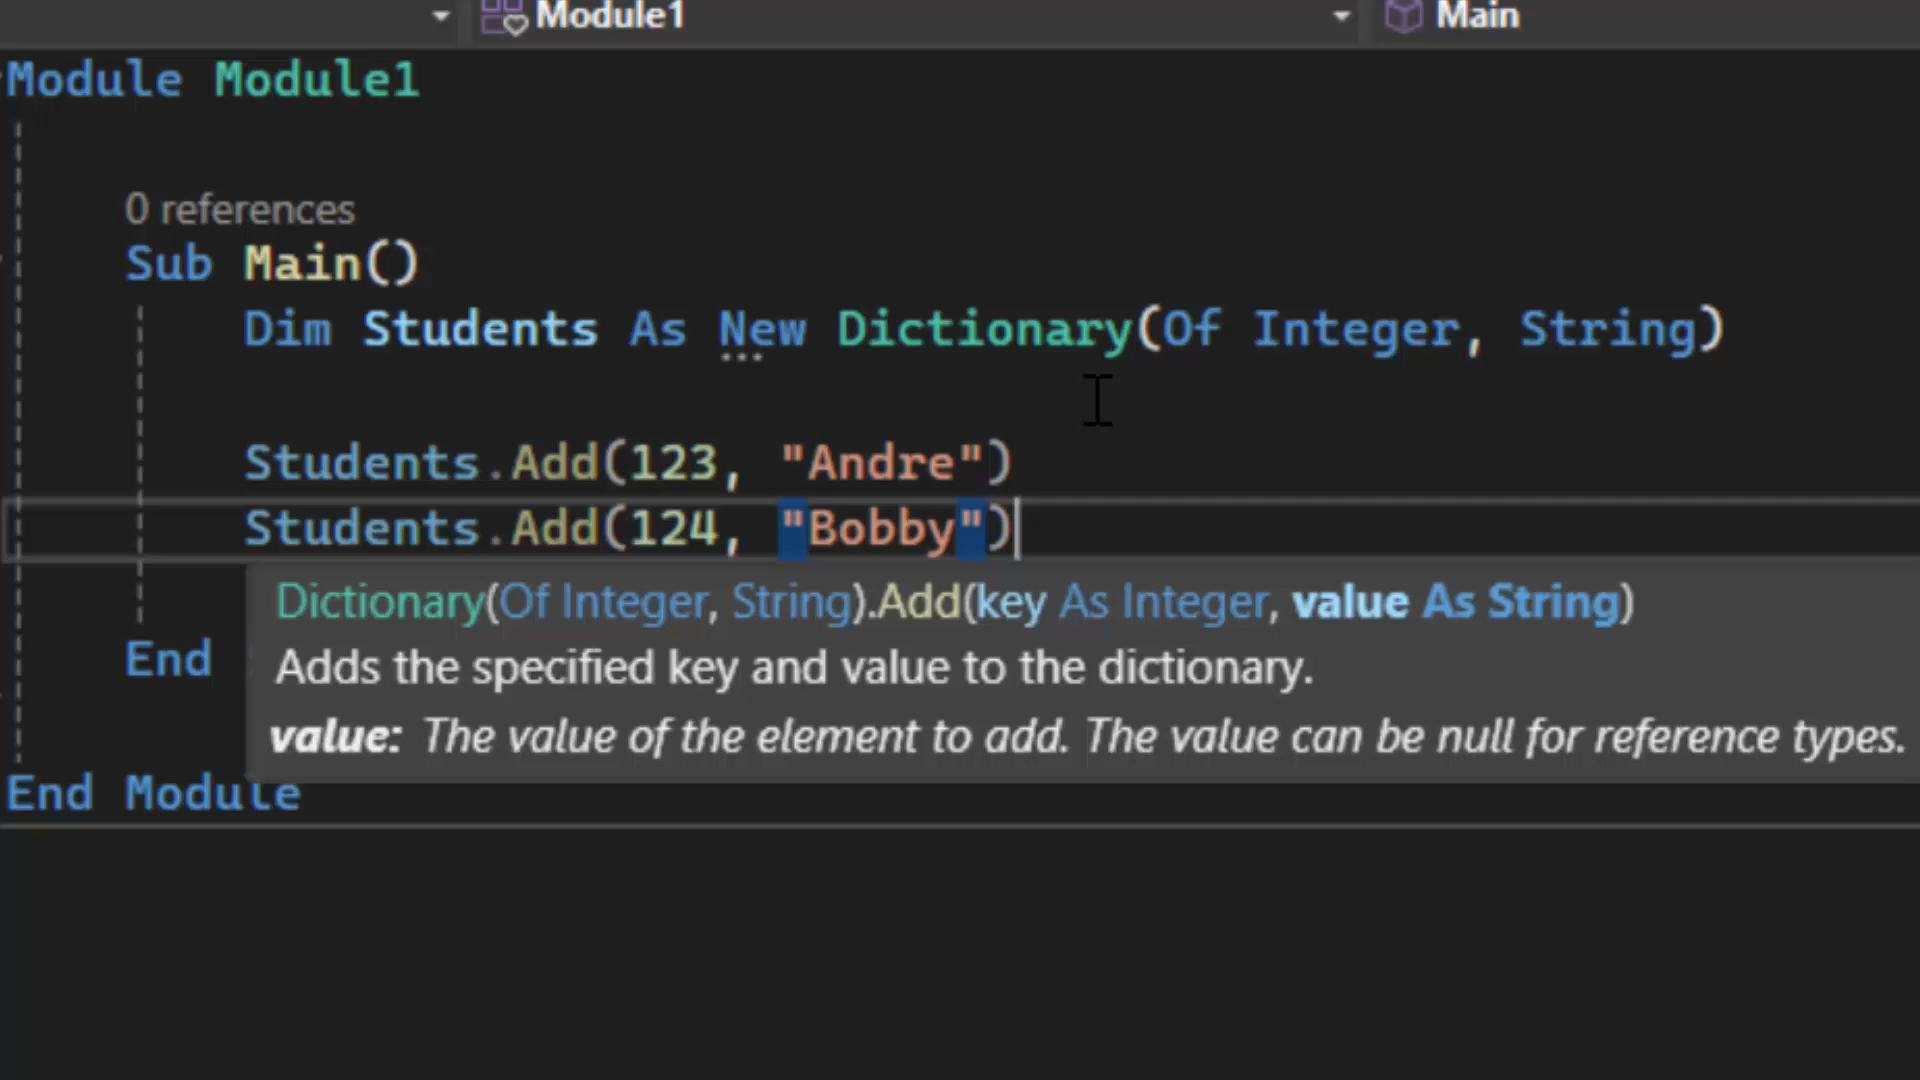 Module1 Main
Module Module1
0 references
Sub Main()
Dim Students As New Dictionary(Of Integer, String)
Students.Add(123, "Andre")
Students.Add(124, "Bobby")
Dictionary(Of Integer, String).Add(key As Integer, value As String)
End
Adds the specified key and value to the dictionary.
value: The value of the element to add. The value can be null for reference types.
End Module